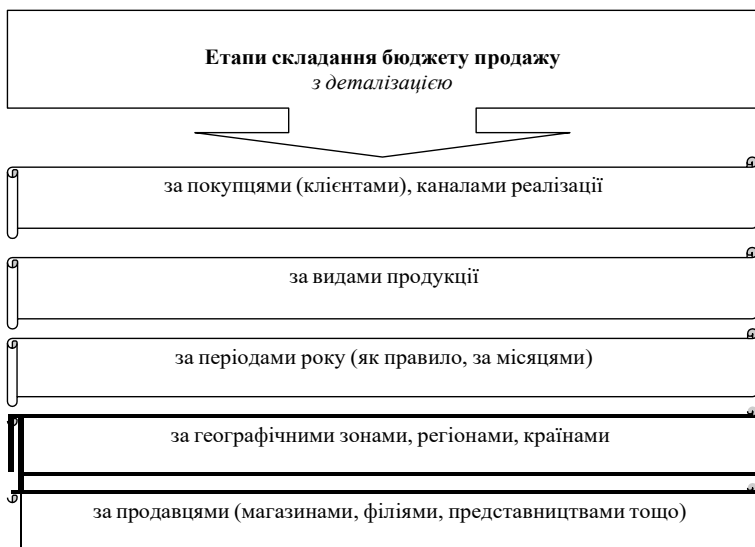 Етапи складання бюджету продажу
з деталізацією
за покупцями (клієнтами), каналами реалізації
за видами продукції
за періодами року (як правило, за місяцями)
за географічними зонами, регіонами, країнами
за продавцями (магазинами, філіями, представництвами тощо)